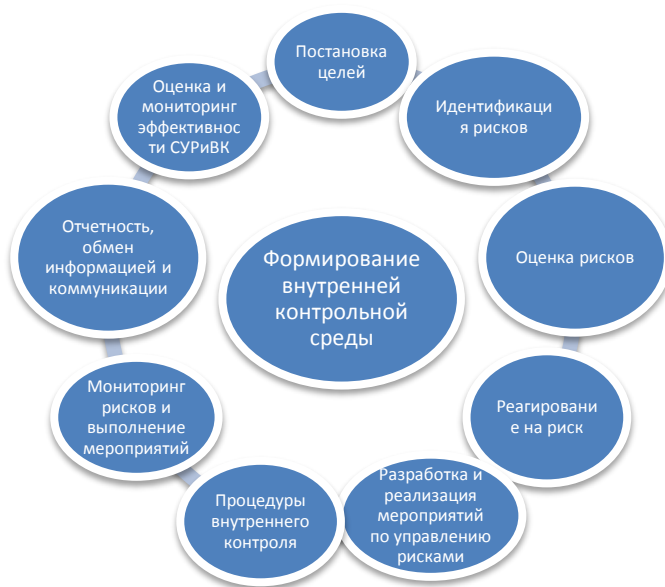 Постановка
целей
Идентификаци
я рисков
Оценка рисков
Реагировани
е на риск
Разработка и
реализация
мероприятий
по управлению
рисками
Процедуры
внутреннего
контроля
Мониторинг
рисков и
выполнение
мероприятий
Отчетность,
обмен
информацией и
коммуникации
Оценка и
мониторинг
эффективнос
ти СУРиВК
Формирование
внутренней
контрольной
среды